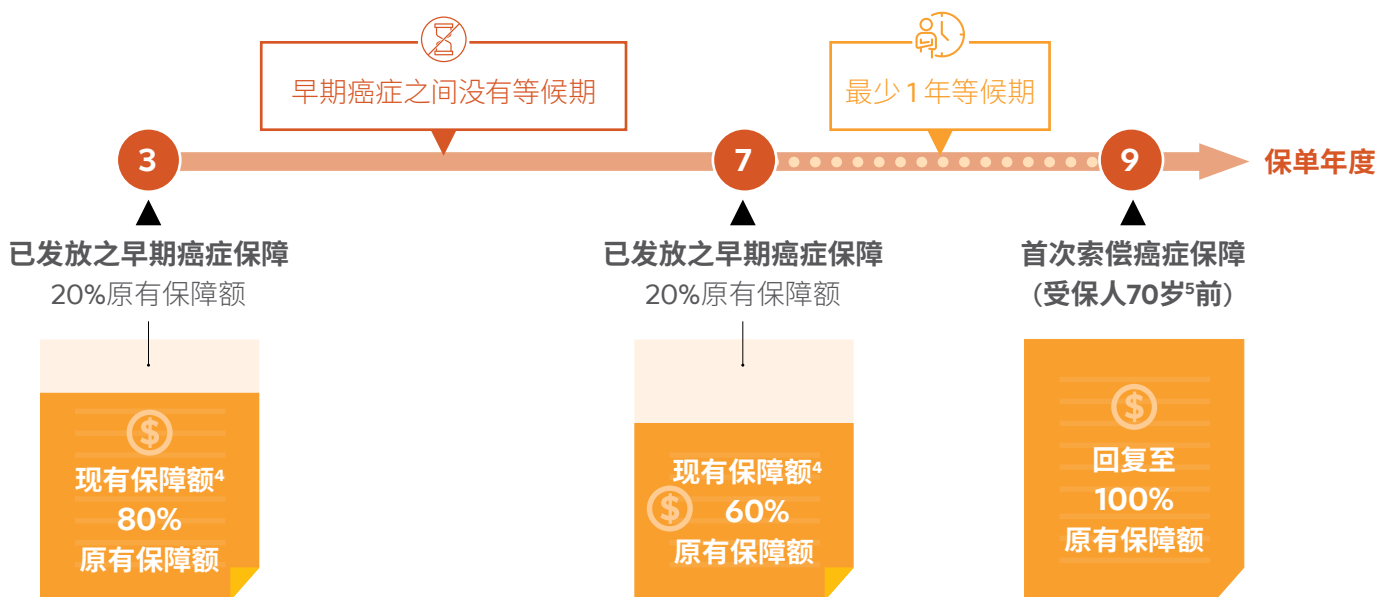 早期癌症之间没有等候期
最少 1 年等候期
3
7
9
保单年度
已发放之早期癌症保障
20%原有保障额
已发放之早期癌症保障
20%原有保障额
首次索偿癌症保障
（受保人70岁⁵前）
$
现有保障额⁴
80%
原有保障额
现有保障额⁴
$
60%
原有保障额
$
回复至
100%
原有保障额